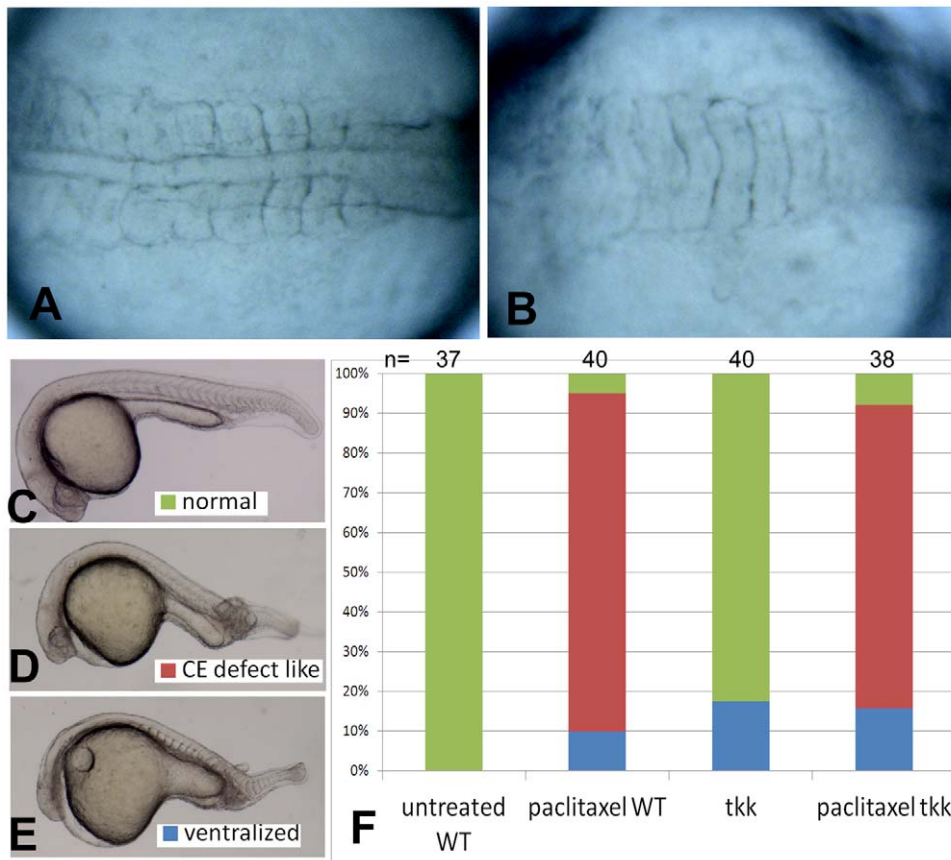 A
B
C
normal
D
CE defect like
E
ventralized
n= 37 40 40 38
100%
90%
80%
70%
60%
50%
40%
30%
20%
10%
0%
untreated WT
paclitaxel WT
tkk
paclitaxel tkk
F